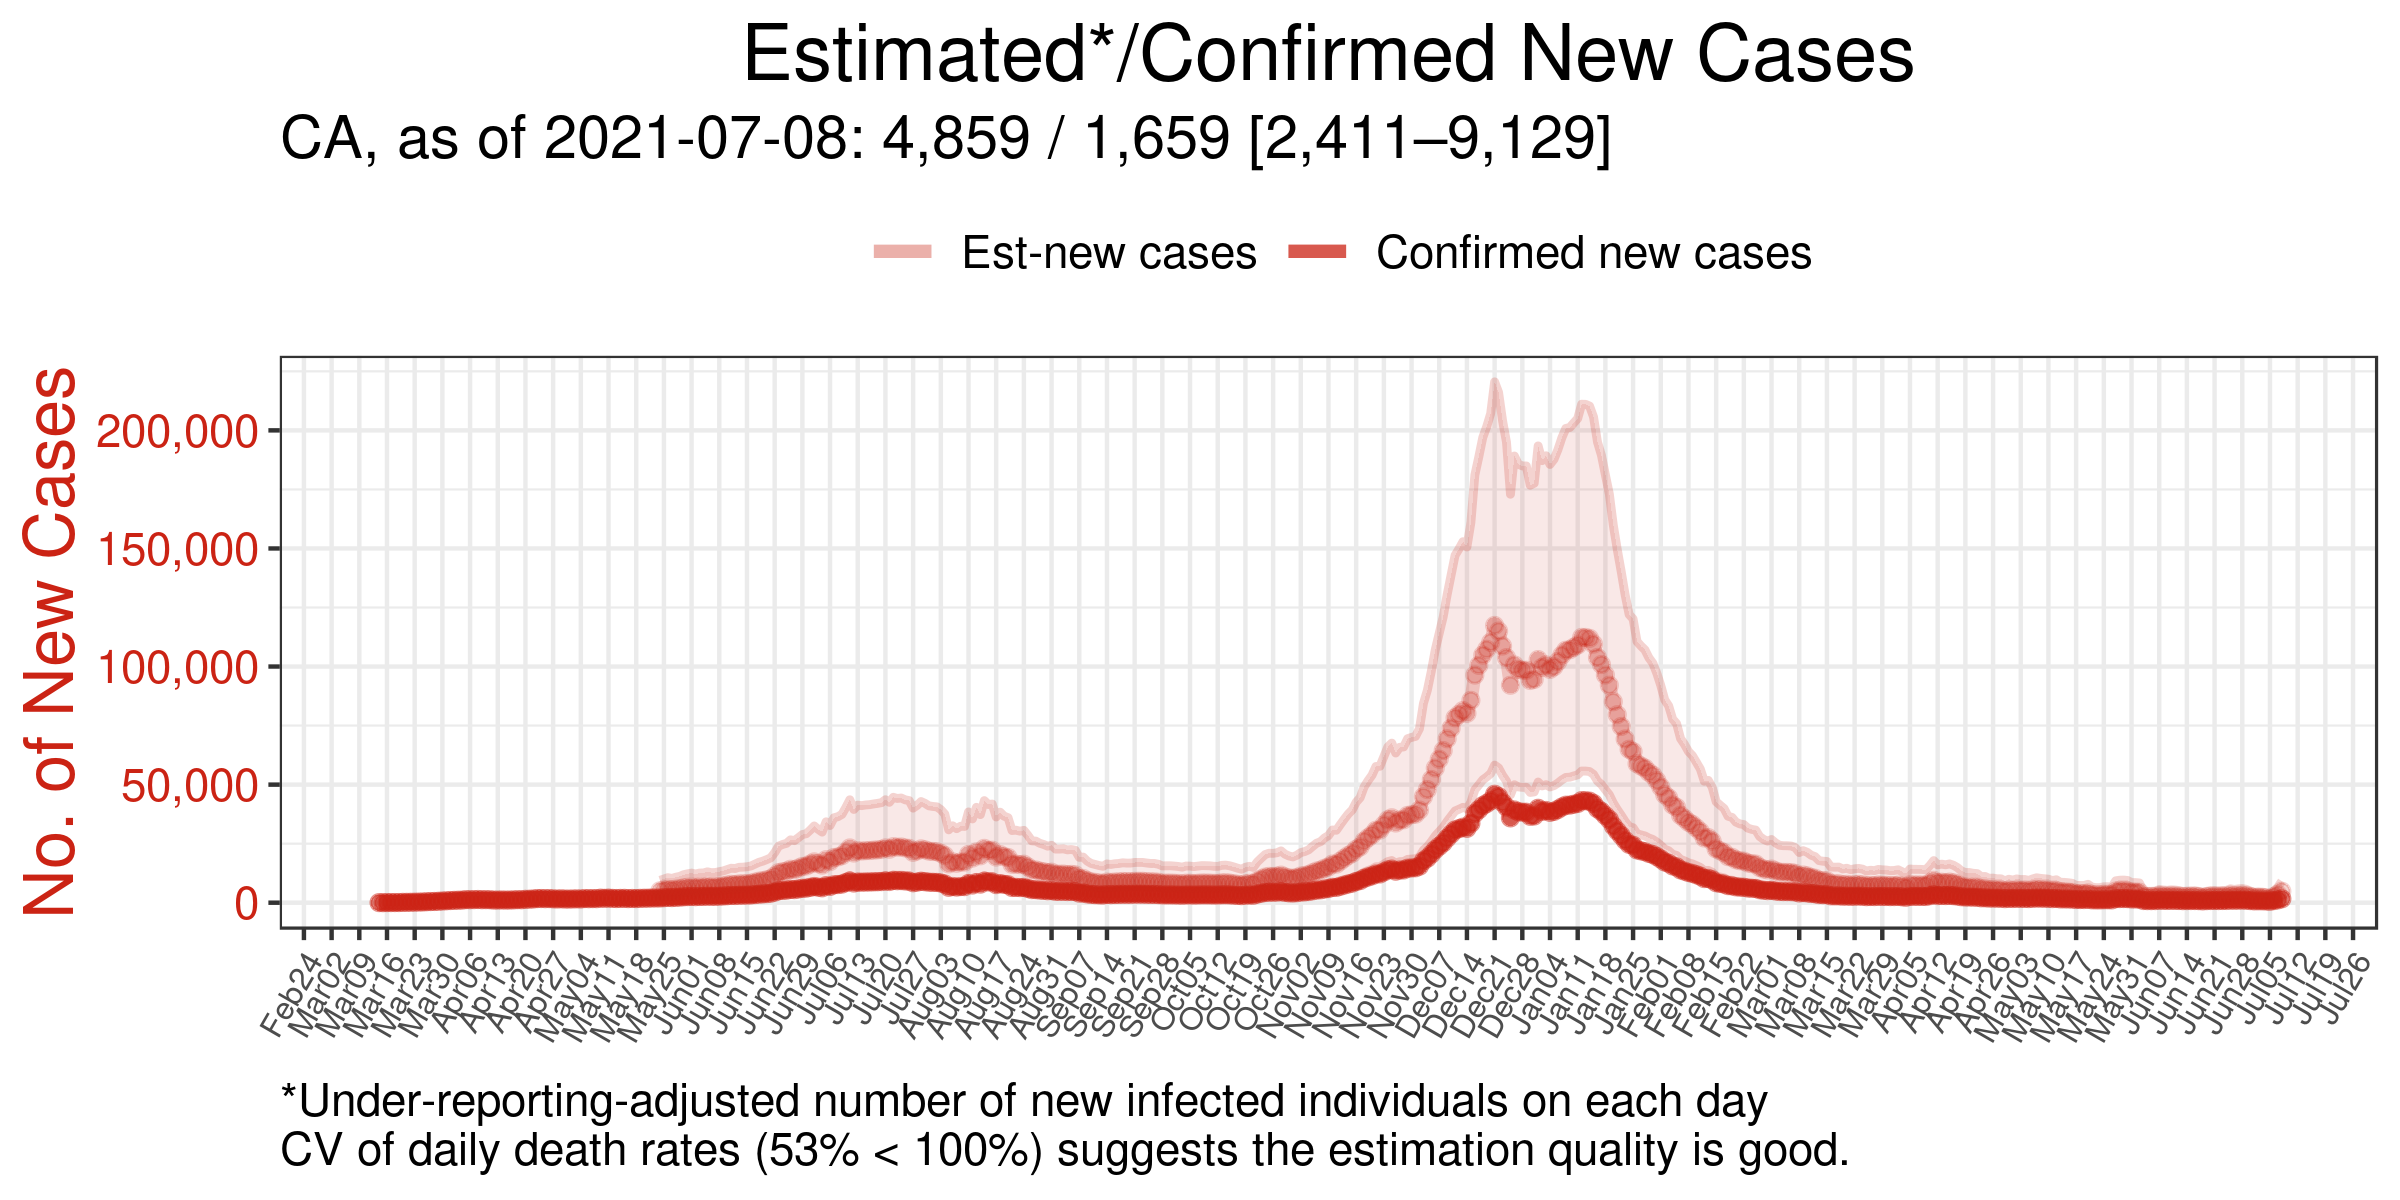 Estimated*/Confirmed New Cases
CA, as of 2021-07-08: 4,859 / 1,659 [2,411–9,129]
Est-new cases
Confirmed new cases
No. of New Cases
200,000
150,000
100,000
50,000
0
Feb24
Mar02
Mar09
Mar16
Mar23
Mar30
Apr06
Apr13
Apr20
Apr27
May04
May11
May18
May25
Jun01
Jun08
Jun15
Jun22
Jun29
Jul06
Jul13
Jul20
Jul27
Aug03
Aug10
Aug17
Aug24
Aug31
Sep07
Sep14
Sep21
Sep28
Oct05
Oct12
Oct19
Oct26
Nov02
Nov09
Nov16
Nov23
Nov30
Dec07
Dec14
Dec21
Dec28
Jan04
Jan11
Jan18
Jan25
Feb01
Feb08
Feb15
Feb22
Mar01
Mar08
Mar15
Mar22
Mar29
Apr05
Apr12
Apr19
Apr26
May03
May10
May17
May24
May31
Jun07
Jun14
Jun21
Jun28
Jul05
Jul12
Jul19
Jul26
*Under-reporting-adjusted number of new infected individuals on each day
CV of daily death rates (53% < 100%) suggests the estimation quality is good.